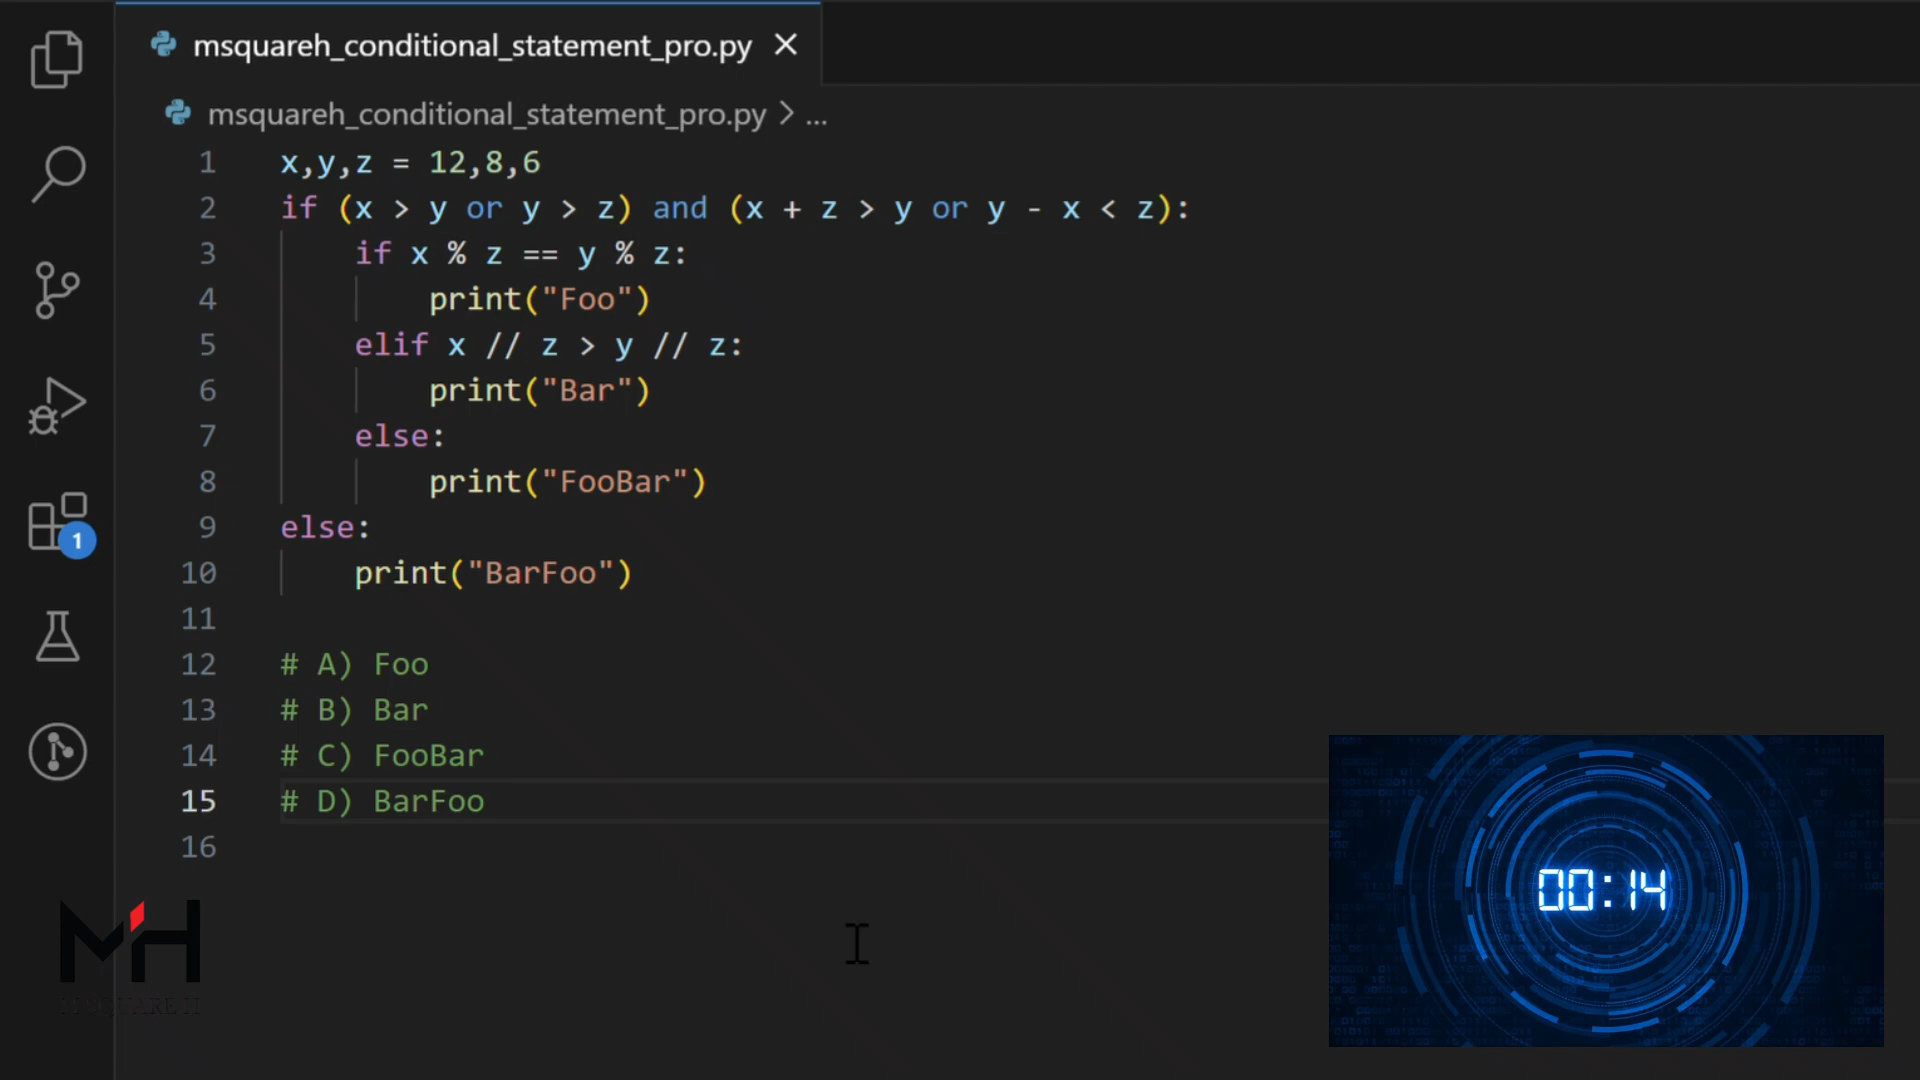 msquareh_conditional_statement_pro.py
msquareh_conditional_statement_pro.py > ...
1 x,y,z = 12,8,6
2 if (x > y or y > z) and (x + z > y or y - x < z):
3     if x % z == y % z:
4         print("Foo")
5     elif x // z > y // z:
6         print("Bar")
7     else:
8         print("FooBar")
9 else:
10     print("BarFoo")
11
12 # A) Foo
13 # B) Bar
14 # C) FooBar
15 # D) BarFoo
16
1
00:14
MH
MSQUARE H